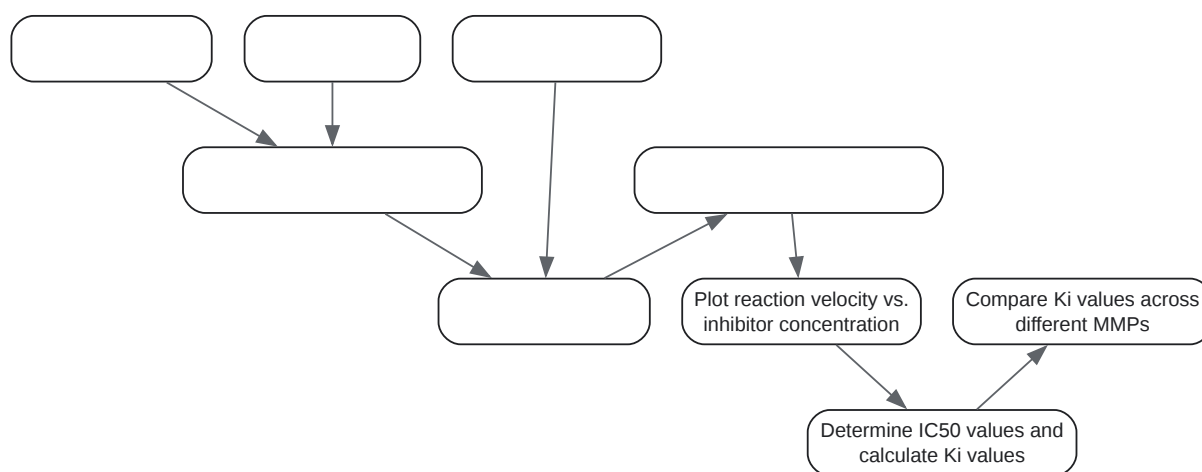 Plot reaction velocity vs.
inhibitor concentration
Compare Ki values across
different MMPs
Determine IC50 values and
calculate Ki values